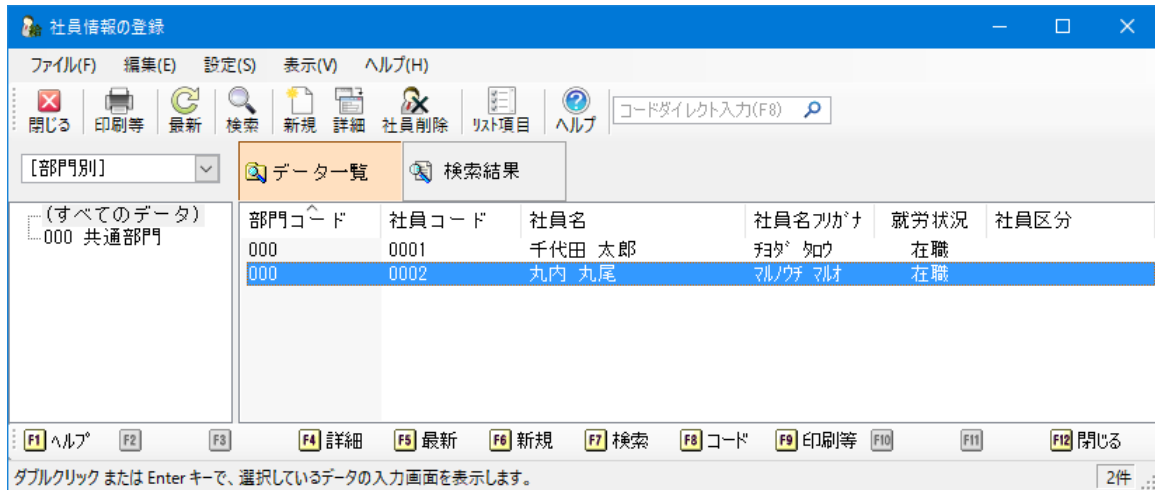 社員情報の登録
ファイル(F) 編集(E) 設定(S) 表示(V) ヘルプ(H)
閉じる 印刷等 最新 検索 新規 詳細 社員削除 ﾘｽﾄ項目 ヘルプ コードダイレクト入力(F8)
[部門別] データ一覧 検索結果
(すべてのデータ)
000 共通部門
部門コード 社員コード 社員名 社員名ﾌﾘｶﾞﾅ 就労状況 社員区分
000 0001 千代田 太郎 ﾁﾖﾀﾞ ﾀﾛｳ 在職
000 0002 丸内 丸尾 ﾏﾙﾉｳﾁ ﾏﾙｵ 在職
F1 ﾍﾙﾌﾟ F2 F3 F4 詳細 F5 最新 F6 新規 F7 検索 F8 コード F9 印刷等 F10 F11 F12 閉じる
ダブルクリック または Enter キーで、選択しているデータの入力画面を表示します。 2件